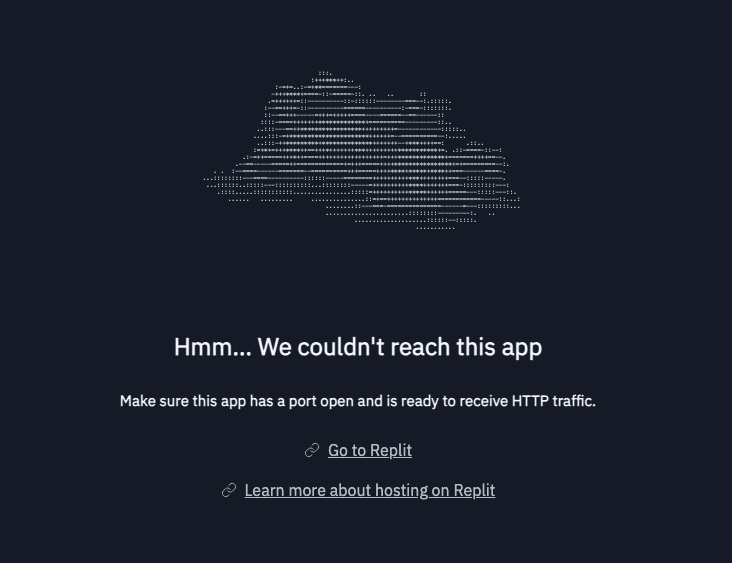 Hmm... We couldn't reach this app
Make sure this app has a port open and is ready to receive HTTP traffic.
Go to Replit
Learn more about hosting on Replit